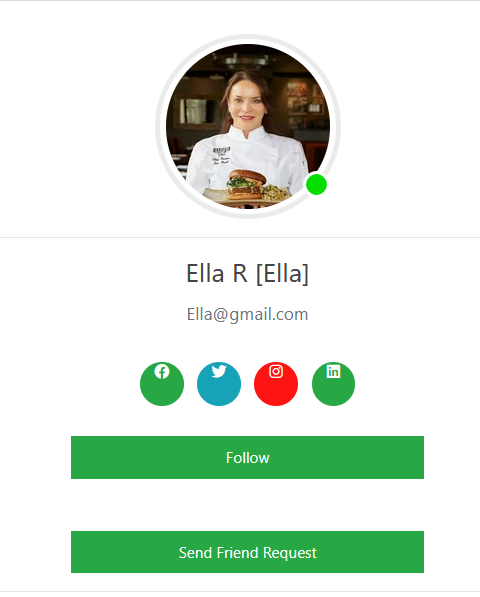 Ella R [Ella]
Ella@gmail.com
Follow
Send Friend Request